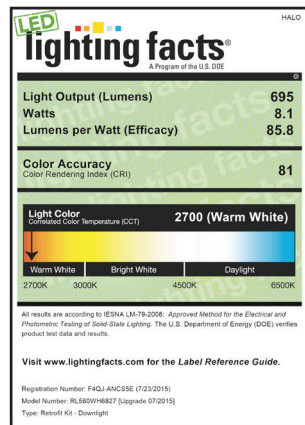 HALO
LED
lighting facts®
A Program of the U.S. DOE
Light Output (Lumens) 695
Watts 8.1
Lumens per Watt (Efficacy) 85.8
Color Accuracy
Color Rendering Index (CRI) 81
Light Color
Correlated Color Temperature (CCT) 2700 (Warm White)
Warm White Bright White Daylight
2700K 3000K 4500K 6500K
All results are according to IESNA LM-79-2008: Approved Method for the Electrical and
Photometric Testing of Solid-State Lighting. The U.S. Department of Energy (DOE) verifies
product test data and results.
Visit www.lightingfacts.com for the Label Reference Guide.
Registration Number: F4QJ-ANCS5E (7/23/2015)
Model Number: RL560WH6827 [Upgrade 07/2015]
Type: Retrofit Kit - Downlight